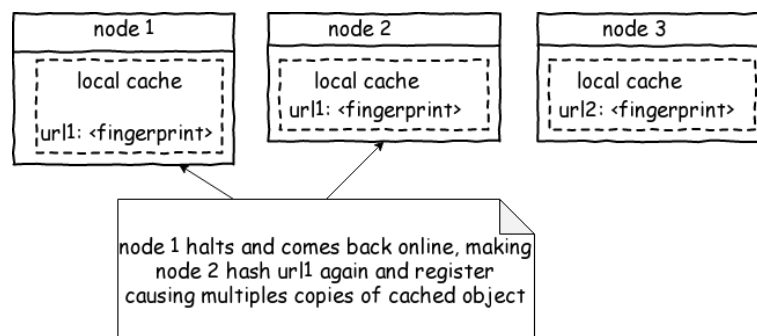 node 1
local cache
url1: <fingerprint>
node 2
local cache
url1: <fingerprint>
node 3
local cache
url2: <fingerprint>
node 1 halts and comes back online, making
node 2 hash url1 again and register
causing multiples copies of cached object